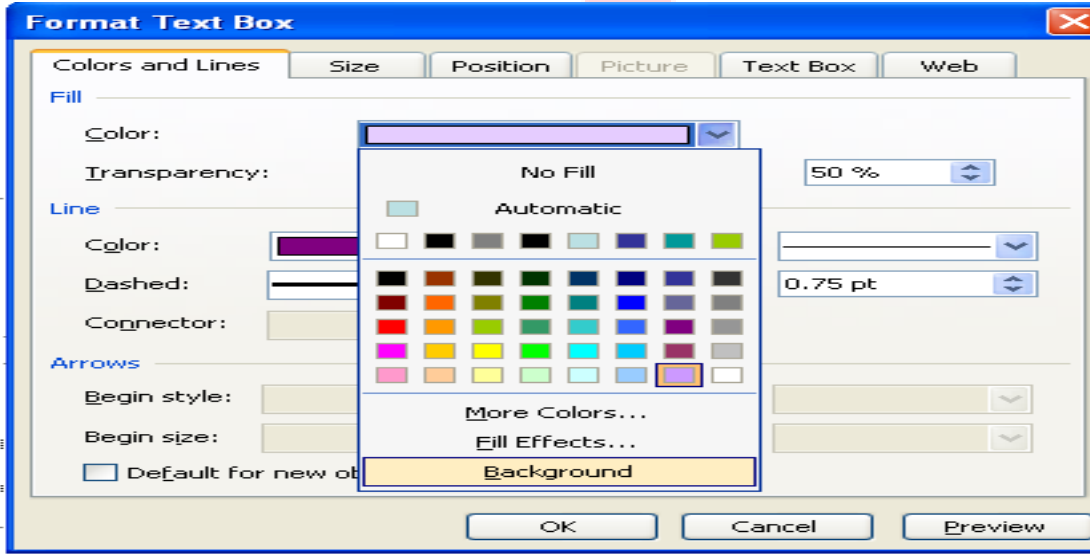 Format Text Box
Colors and Lines Size Position Picture Text Box Web
Fill
Color:
No Fill
Transparency: 50 %
Automatic
Line
Color:
Dashed: 0.75 pt
Connector:
Arrows
Begin style:
More Colors...
Begin size:
Fill Effects...
Default for new ob
Background
OK Cancel Preview